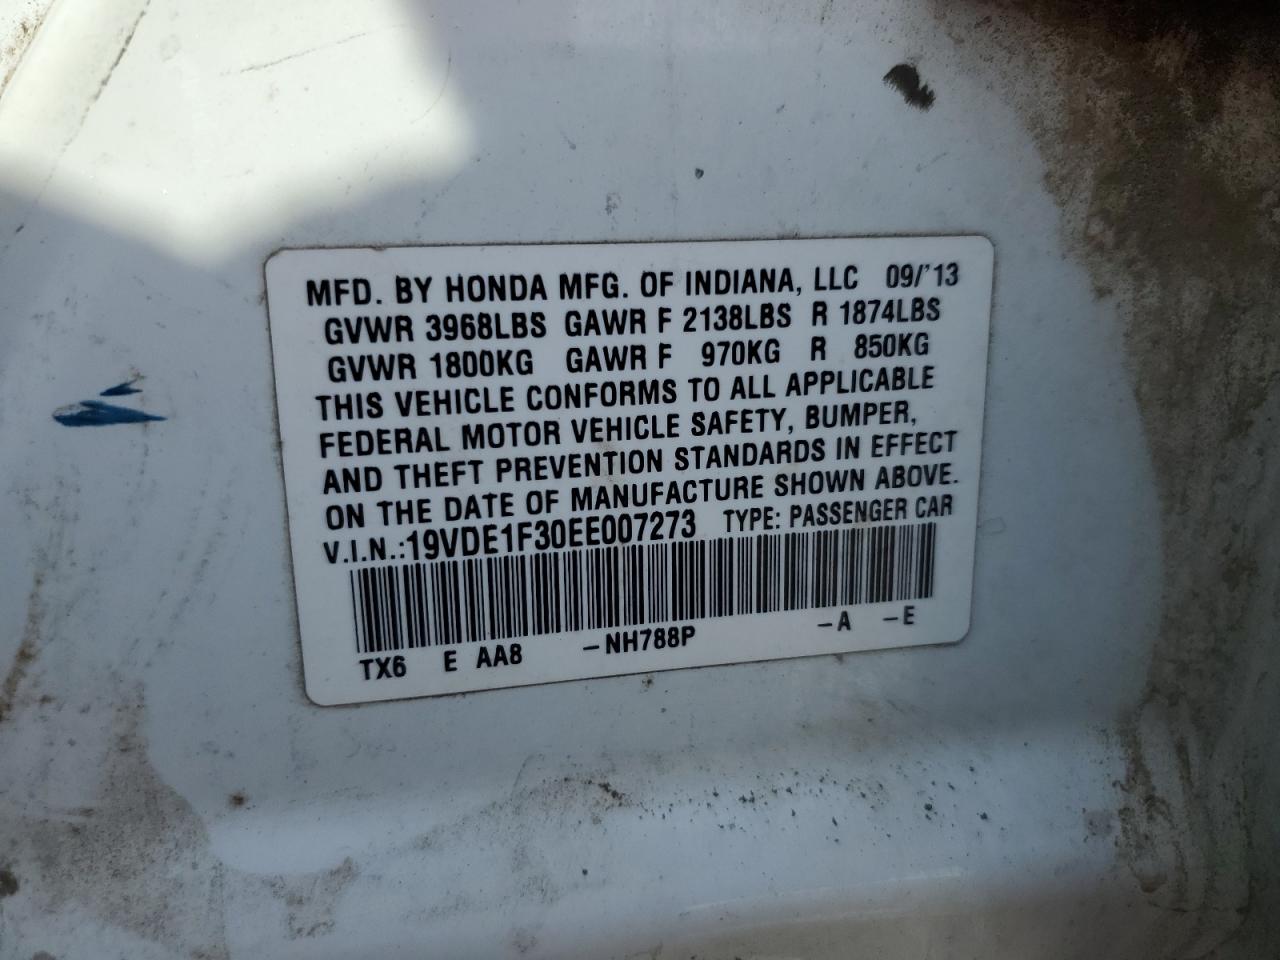 MFD. BY HONDA MFG. OF INDIANA, LLC 09/'13
GVWR 3968LBS GAWR F 2138LBS R 1874LBS
GVWR 1800KG GAWR F 970KG R 850KG
THIS VEHICLE CONFORMS TO ALL APPLICABLE
FEDERAL MOTOR VEHICLE SAFETY, BUMPER,
AND THEFT PREVENTION STANDARDS IN EFFECT
ON THE DATE OF MANUFACTURE SHOWN ABOVE.
V.I.N.:19VDE1F30EE007273 TYPE: PASSENGER CAR
TX6 E AA8 -NH788P -A -E